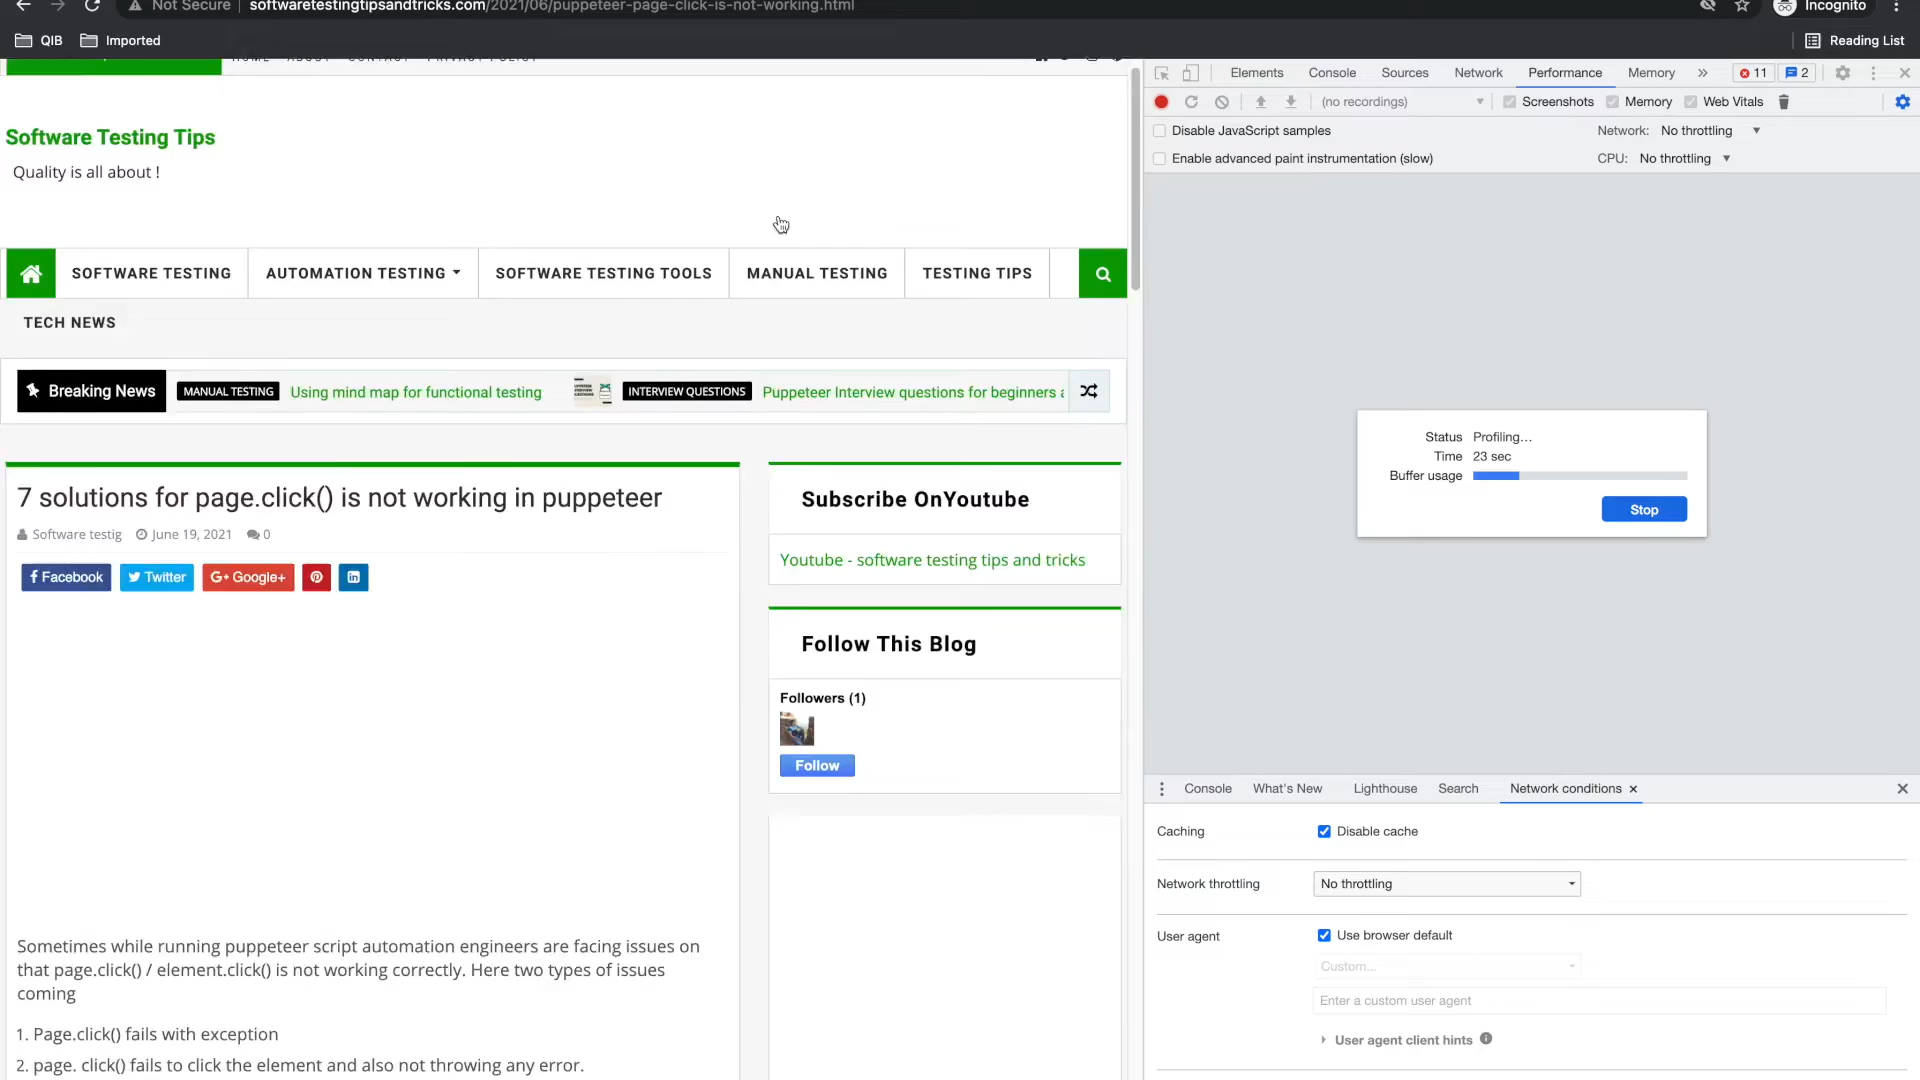 Not Secure | softwaretestingtipsandtricks.com/2021/06/puppeteer-page-click-is-not-working.html
Incognito
QIB Imported
Reading List
HOME ABOUT CONTACT PRIVACY POLICY
Software Testing Tips
Quality is all about !
SOFTWARE TESTING AUTOMATION TESTING SOFTWARE TESTING TOOLS MANUAL TESTING TESTING TIPS
TECH NEWS
Breaking News MANUAL TESTING Using mind map for functional testing INTERVIEW QUESTIONS Puppeteer Interview questions for beginners
7 solutions for page.click() is not working in puppeteer
Software testig June 19, 2021 0
Facebook Twitter G+ Google+
Sometimes while running puppeteer script automation engineers are facing issues on
that page.click() / element.click() is not working correctly. Here two types of issues
coming
1. Page.click() fails with exception
2. page. click() fails to click the element and also not throwing any error.
Subscribe OnYoutube
Youtube - software testing tips and tricks
Follow This Blog
Followers (1)
Follow
Elements Console Sources Network Performance Memory » 11 2
(no recordings) Screenshots Memory Web Vitals
Disable JavaScript samples Network: No throttling
Enable advanced paint instrumentation (slow) CPU: No throttling
Status Profiling…
Time 23 sec
Buffer usage
Stop
Console What's New Lighthouse Search Network conditions
Caching Disable cache
Network throttling No throttling
User agent Use browser default
Custom...
Enter a custom user agent
User agent client hints